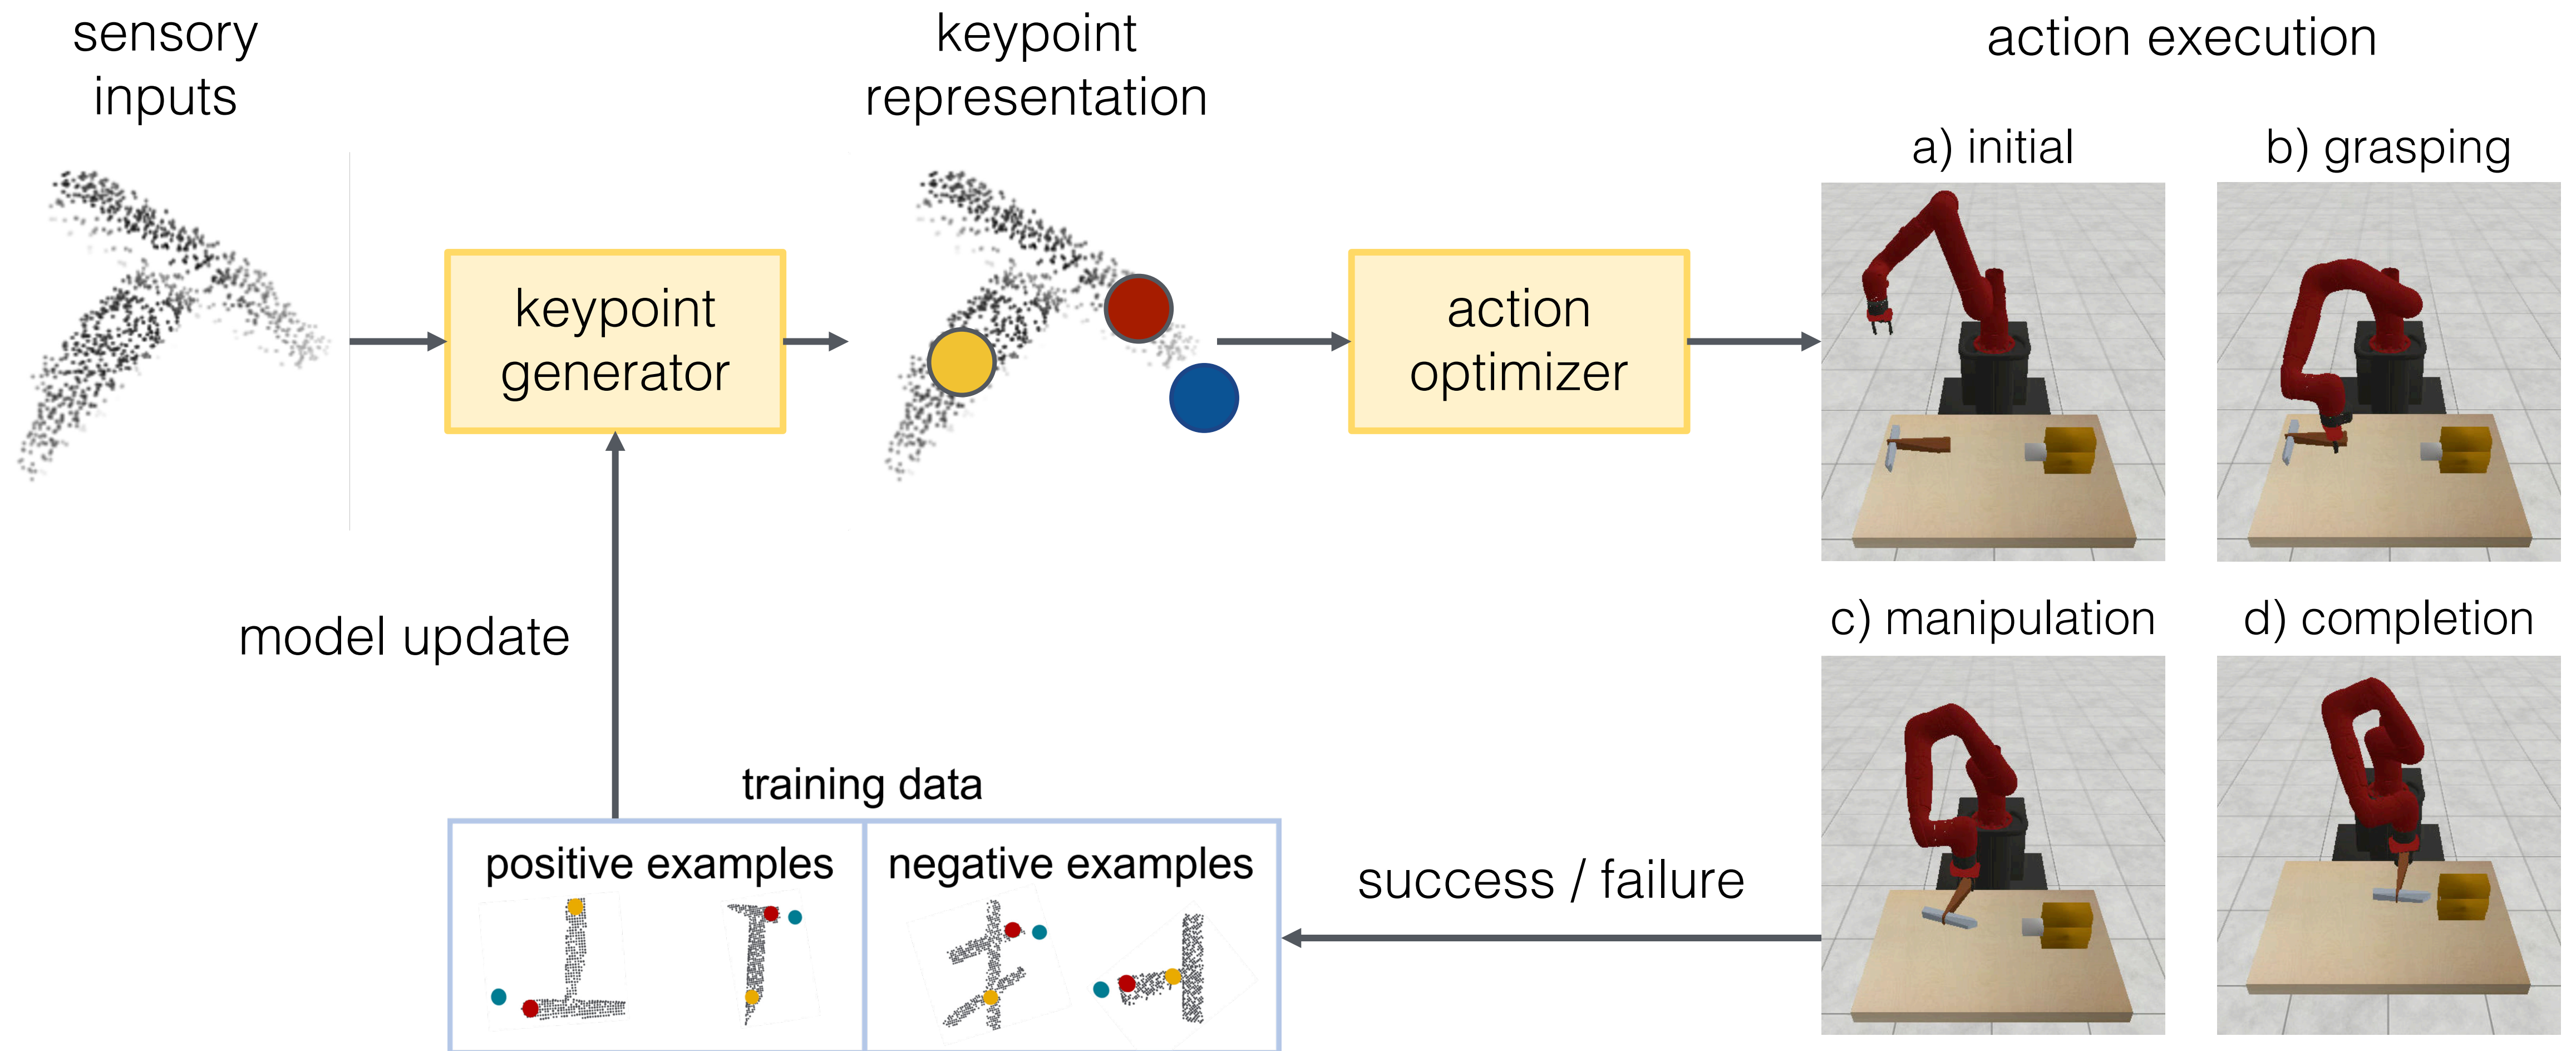 sensory
inputs
keypoint
representation
action execution
a) initial
b) grasping
keypoint
generator
action
optimizer
model update
c) manipulation
d) completion
training data
positive examples
negative examples
success / failure